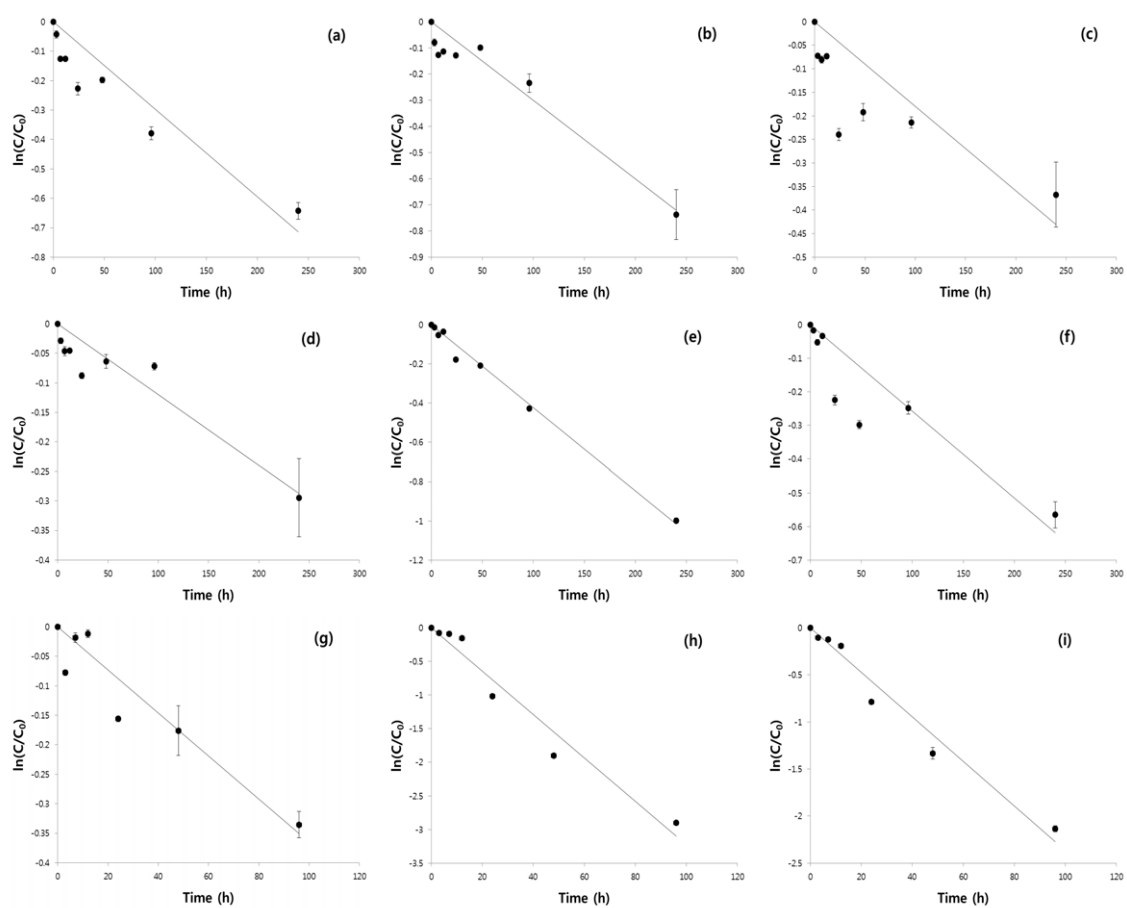 (a)
0
-0.1
-0.2
-0.3
-0.4
-0.5
-0.6
-0.7
-0.8
0 50 100 150 200 250 300
ln(C/C0)
Time (h)
(b)
0
-0.1
-0.2
-0.3
-0.4
-0.5
-0.6
-0.7
-0.8
-0.9
0 50 100 150 200 250 300
ln(C/C0)
Time (h)
(c)
0
-0.05
-0.1
-0.15
-0.2
-0.25
-0.3
-0.35
-0.4
-0.45
-0.5
0 50 100 150 200 250 300
ln(C/C0)
Time (h)
(d)
0
-0.05
-0.1
-0.15
-0.2
-0.25
-0.3
-0.35
-0.4
0 50 100 150 200 250 300
ln(C/C0)
Time (h)
(e)
0
-0.2
-0.4
-0.6
-0.8
-1
-1.2
0 50 100 150 200 250 300
ln(C/C0)
Time (h)
(f)
0
-0.1
-0.2
-0.3
-0.4
-0.5
-0.6
-0.7
0 50 100 150 200 250 300
ln(C/C0)
Time (h)
(g)
0
-0.05
-0.1
-0.15
-0.2
-0.25
-0.3
-0.35
-0.4
0 20 40 60 80 100 120
ln(C/C0)
Time (h)
(h)
0
-0.5
-1
-1.5
-2
-2.5
-3
-3.5
0 20 40 60 80 100 120
ln(C/C0)
Time (h)
(i)
0
-0.5
-1
-1.5
-2
-2.5
0 20 40 60 80 100 120
ln(C/C0)
Time (h)